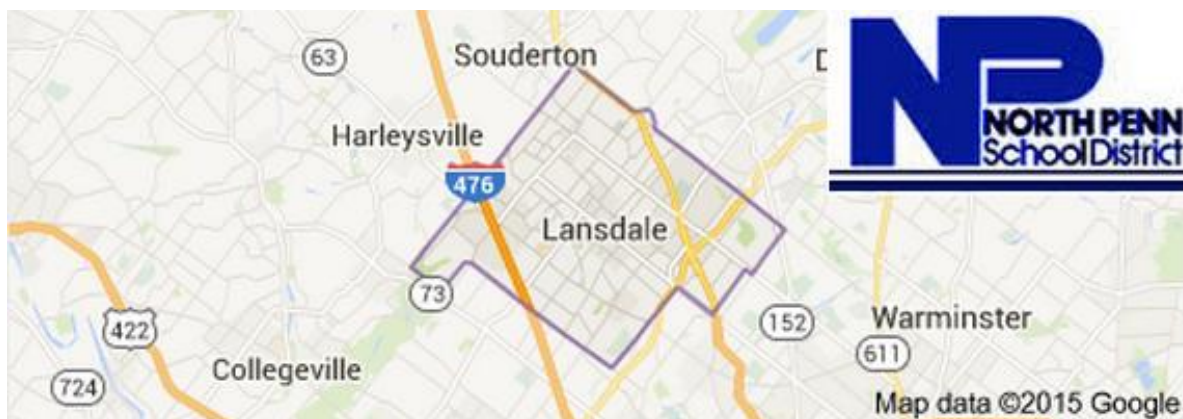 63
Souderton
D
Harleysville
476
Lansdale
73
422
724
Collegeville
152
Warminster
611
NP
NORTH PENN
School District
Map data ©2015 Google